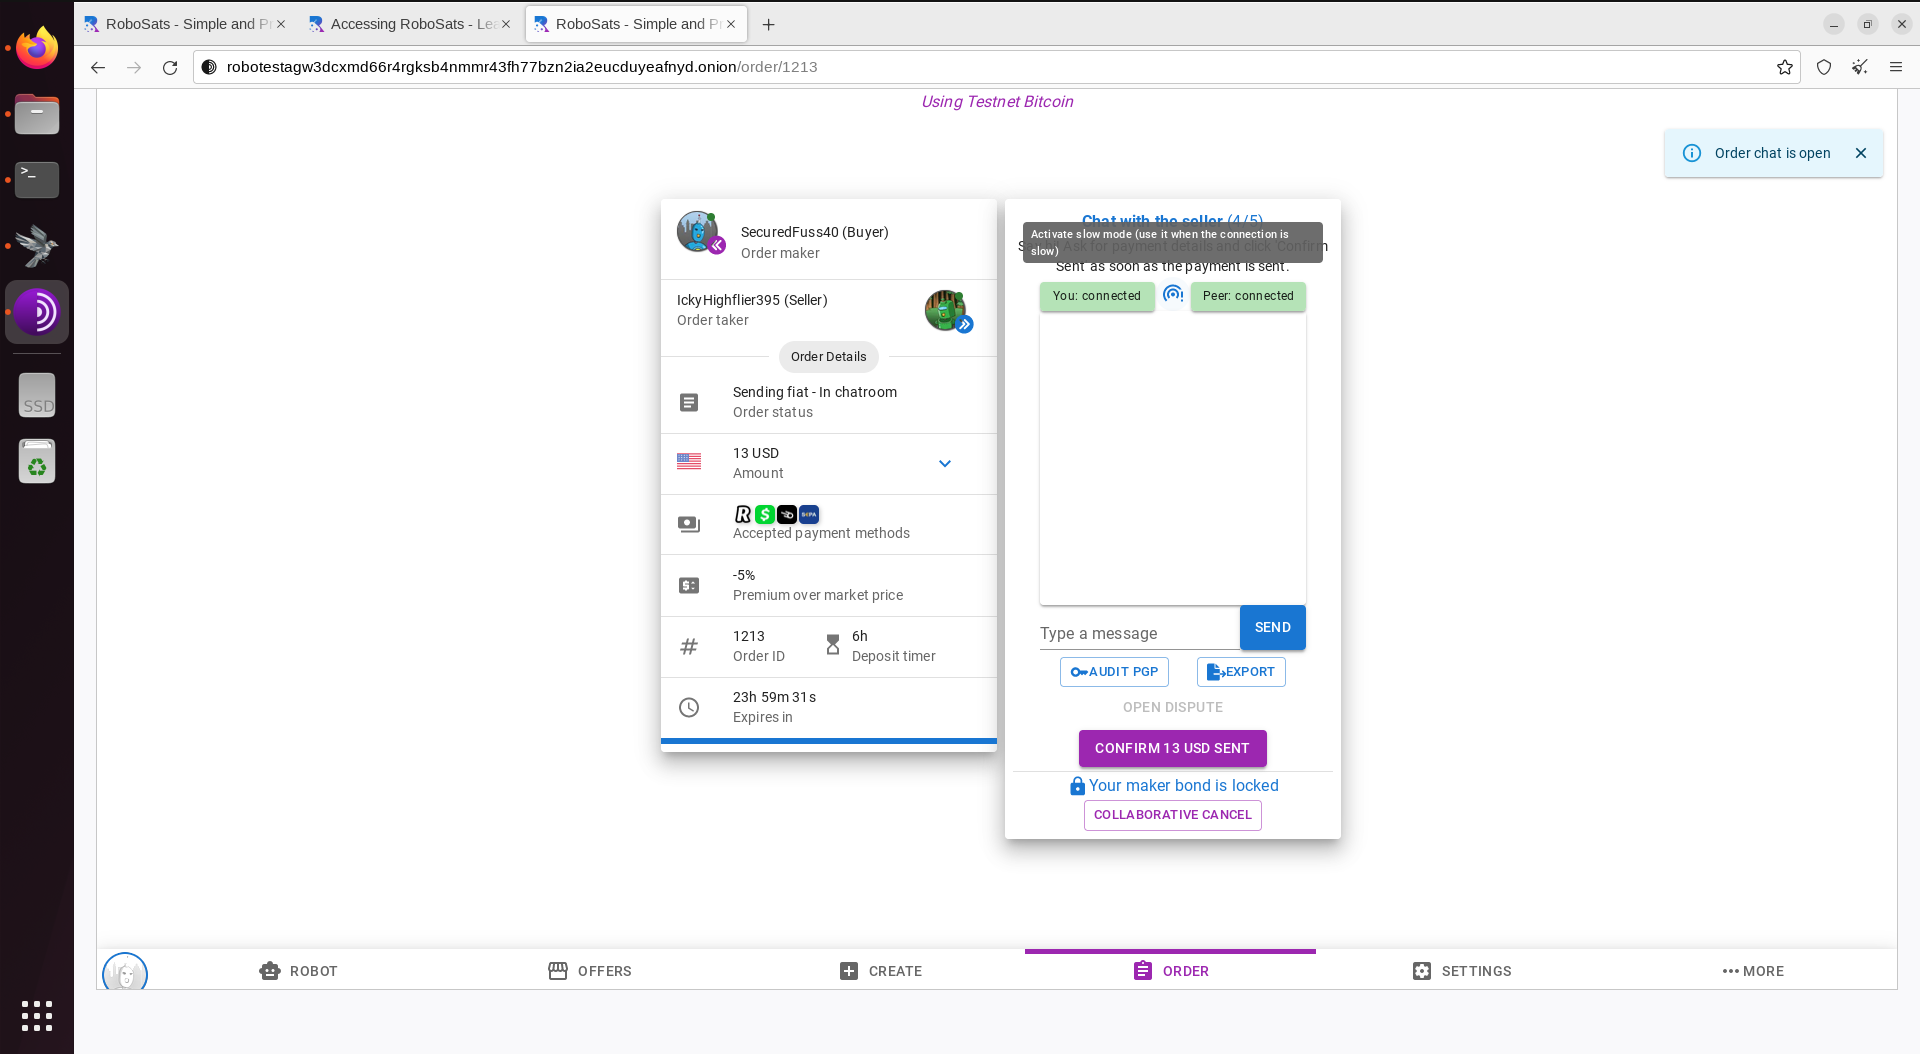 RoboSats - Simple and Pr
Accessing RoboSats - Lea
RoboSats - Simple and Pr
robotestagw3dcxmd66r4rgksb4nmmr43fh77bzn2ia2eucduyeafnyd.onion/order/1213
Using Testnet Bitcoin
Order chat is open
SecuredFuss40 (Buyer)
Order maker
IckyHighflier395 (Seller)
Order taker
Order Details
Sending fiat - In chatroom
Order status
13 USD
Amount
Accepted payment methods
-5%
Premium over market price
1213
Order ID
6h
Deposit timer
23h 59m 31s
Expires in
Chat with the seller (4/5)
Activate slow mode (use it when the connection is
slow)
Ask for payment details and click 'Confirm
Sent' as soon as the payment is sent.
You: connected
Peer: connected
Type a message
SEND
AUDIT PGP
EXPORT
OPEN DISPUTE
CONFIRM 13 USD SENT
Your maker bond is locked
COLLABORATIVE CANCEL
ROBOT
OFFERS
CREATE
ORDER
SETTINGS
MORE
>_
SSD